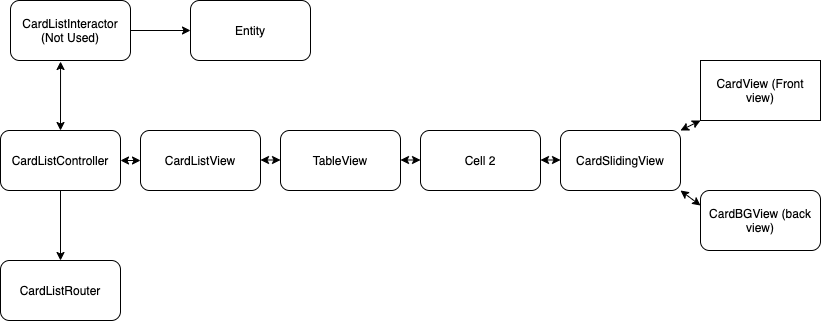 CardListInteractor
(Not Used)
Entity
CardView (Front
view)
CardListController
CardListView
TableView
Cell 2
CardSlidingView
CardBGView (back
view)
CardListRouter